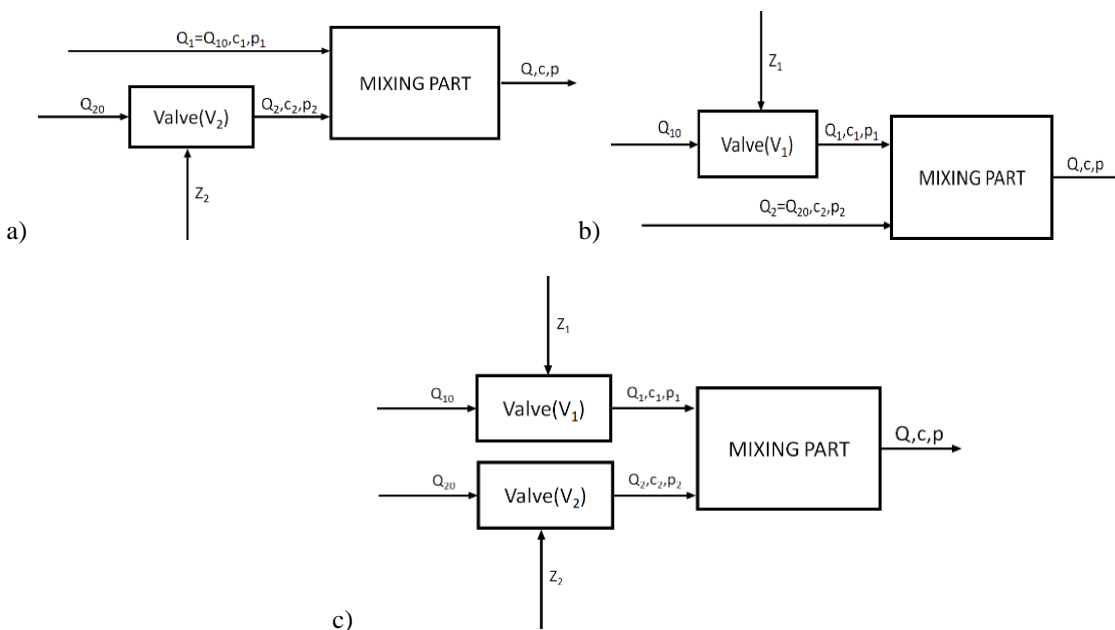 Q₁=Q₁₀,c₁,p₁
Q,c,p
MIXING PART
Q₂₀
Valve(V₂)
Q₂,c₂,p₂
Z₂
a)
Z₁
Q₁₀
Valve(V₁)
Q₁,c₁,p₁
MIXING PART
Q,c,p
Q₂=Q₂₀,c₂,p₂
b)
Z₁
Q₁₀
Valve(V₁)
Q₁,c₁,p₁
MIXING PART
Q,c,p
Q₂₀
Valve(V₂)
Q₂,c₂,p₂
Z₂
c)